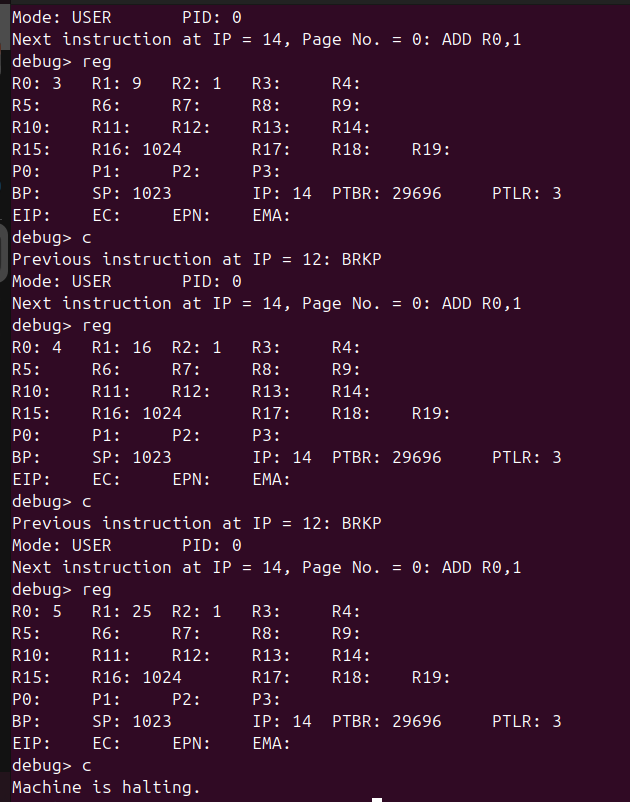 Mode: USER       PID: 0
Next instruction at IP = 14, Page No. = 0: ADD R0,1
debug> reg
R0: 3   R1: 9   R2: 1   R3:     R4:
R5:     R6:     R7:     R8:     R9:
R10:    R11:    R12:    R13:    R14:
R15:    R16: 1024       R17:    R18:    R19:
P0:     P1:     P2:     P3:
BP:     SP: 1023        IP: 14  PTBR: 29696     PTLR: 3
EIP:    EC:     EPN:    EMA:
debug> c
Previous instruction at IP = 12: BRKP
Mode: USER       PID: 0
Next instruction at IP = 14, Page No. = 0: ADD R0,1
debug> reg
R0: 4   R1: 16  R2: 1   R3:     R4:
R5:     R6:     R7:     R8:     R9:
R10:    R11:    R12:    R13:    R14:
R15:    R16: 1024       R17:    R18:    R19:
P0:     P1:     P2:     P3:
BP:     SP: 1023        IP: 14  PTBR: 29696     PTLR: 3
EIP:    EC:     EPN:    EMA:
debug> c
Previous instruction at IP = 12: BRKP
Mode: USER       PID: 0
Next instruction at IP = 14, Page No. = 0: ADD R0,1
debug> reg
R0: 5   R1: 25  R2: 1   R3:     R4:
R5:     R6:     R7:     R8:     R9:
R10:    R11:    R12:    R13:    R14:
R15:    R16: 1024       R17:    R18:    R19:
P0:     P1:     P2:     P3:
BP:     SP: 1023        IP: 14  PTBR: 29696     PTLR: 3
EIP:    EC:     EPN:    EMA:
debug> c
Machine is halting.